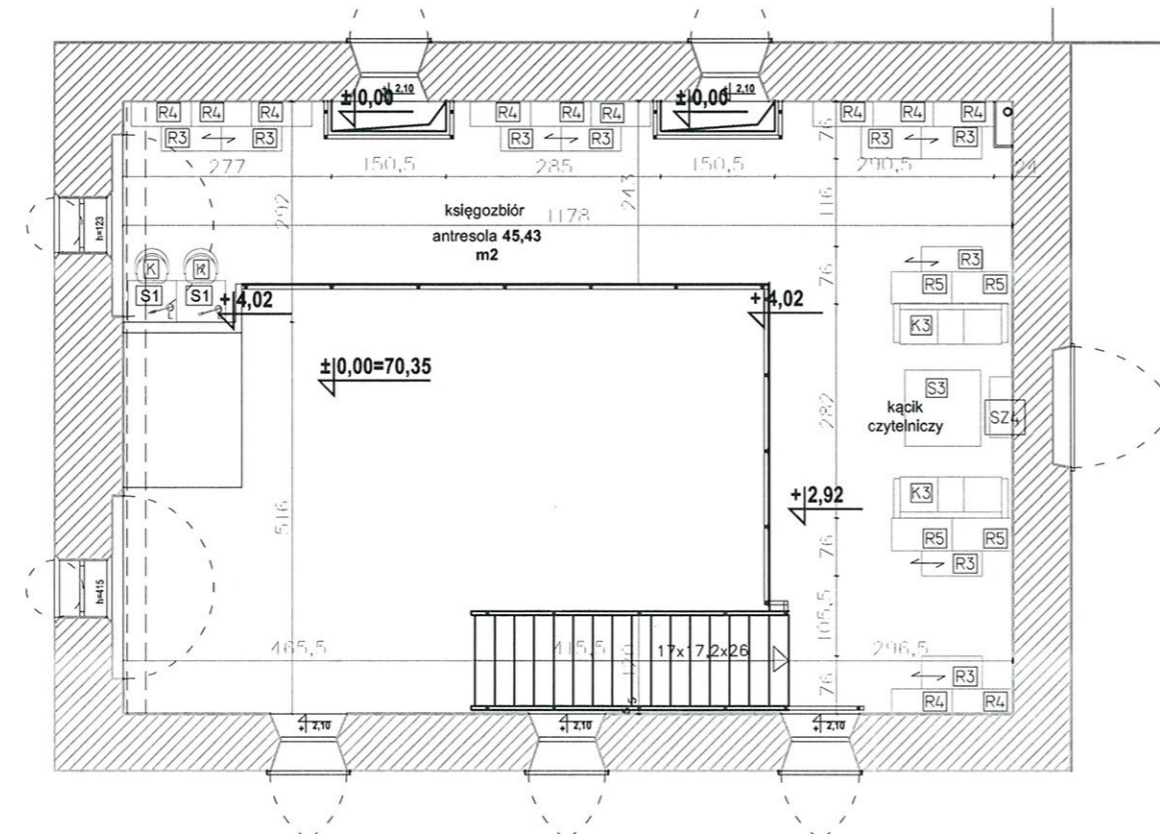 2,10
2,10
±0,00
±0,00
R4 R4 R4
R4 R4 R4
R4 R4 R4
R3 R3
R3 R3
R3 R3
76
277
150,5
285
150,5
290,5
24
292
243
116
księgozbiór
1178
antresola 45,43
m2
h=123
K K
S1 S1
+4,02
+4,02
76
R3
R5 R5
K3
±0,00=70,35
S3
kącik
czytelniczy
SZ4
282
+2,92
K3
516
76
R5 R5
R3
h=415
105,5
465,5
415,5
120
17x17,2x26
296,5
76
R3
R4 R4
+2,10
+2,10
+2,10